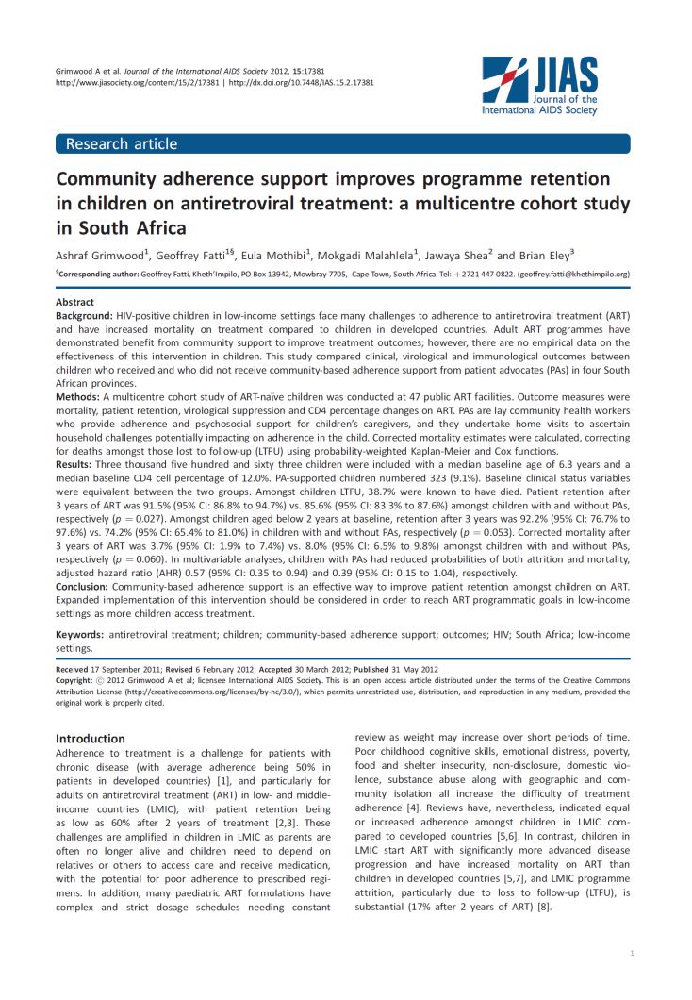 Grimwood A et al. Journal of the International AIDS Society 2012, 15:17381
http://www.jiasociety.org/content/15/2/17381 | http://dx.doi.org/10.7448/IAS.15.2.17381
JIAS
Journal of the
International AIDS Society
Research article
Community adherence support improves programme retention
in children on antiretroviral treatment: a multicentre cohort study
in South Africa
Ashraf Grimwood1, Geoffrey Fatti1§, Eula Mothibi1, Mokgadi Malahlela1, Jawaya Shea2 and Brian Eley3
§Corresponding author: Geoffrey Fatti, Kheth'Impilo, PO Box 13942, Mowbray 7705, Cape Town, South Africa. Tel: +2721 447 0822. (geoffrey.fatti@khethimpilo.org)
Abstract
Background: HIV-positive children in low-income settings face many challenges to adherence to antiretroviral treatment (ART)
and have increased mortality on treatment compared to children in developed countries. Adult ART programmes have
demonstrated benefit from community support to improve treatment outcomes; however, there are no empirical data on the
effectiveness of this intervention in children. This study compared clinical, virological and immunological outcomes between
children who received and who did not receive community-based adherence support from patient advocates (PAs) in four South
African provinces.
Methods: A multicentre cohort study of ART-naïve children was conducted at 47 public ART facilities. Outcome measures were
mortality, patient retention, virological suppression and CD4 percentage changes on ART. PAs are lay community health workers
who provide adherence and psychosocial support for children's caregivers, and they undertake home visits to ascertain
household challenges potentially impacting on adherence in the child. Corrected mortality estimates were calculated, correcting
for deaths amongst those lost to follow-up (LTFU) using probability-weighted Kaplan-Meier and Cox functions.
Results: Three thousand five hundred and sixty three children were included with a median baseline age of 6.3 years and a
median baseline CD4 cell percentage of 12.0%. PA-supported children numbered 323 (9.1%). Baseline clinical status variables
were equivalent between the two groups. Amongst children LTFU, 38.7% were known to have died. Patient retention after
3 years of ART was 91.5% (95% CI: 86.8% to 94.7%) vs. 85.6% (95% CI: 83.3% to 87.6%) amongst children with and without PAs,
respectively (p = 0.027). Amongst children aged below 2 years at baseline, retention after 3 years was 92.2% (95% CI: 76.7% to
97.6%) vs. 74.2% (95% CI: 65.4% to 81.0%) in children with and without PAs, respectively (p = 0.053). Corrected mortality after
3 years of ART was 3.7% (95% CI: 1.9% to 7.4%) vs. 8.0% (95% CI: 6.5% to 9.8%) amongst children with and without PAs,
respectively (p = 0.060). In multivariable analyses, children with PAs had reduced probabilities of both attrition and mortality,
adjusted hazard ratio (AHR) 0.57 (95% CI: 0.35 to 0.94) and 0.39 (95% CI: 0.15 to 1.04), respectively.
Conclusion: Community-based adherence support is an effective way to improve patient retention amongst children on ART.
Expanded implementation of this intervention should be considered in order to reach ART programmatic goals in low-income
settings as more children access treatment.
Keywords: antiretroviral treatment; children; community-based adherence support; outcomes; HIV; South Africa; low-income
settings.
Received 17 September 2011; Revised 6 February 2012; Accepted 30 March 2012; Published 31 May 2012
Copyright: © 2012 Grimwood A et al; licensee International AIDS Society. This is an open access article distributed under the terms of the Creative Commons
Attribution License (http://creativecommons.org/licenses/by-nc/3.0/), which permits unrestricted use, distribution, and reproduction in any medium, provided the
original work is properly cited.
Introduction
Adherence to treatment is a challenge for patients with
chronic disease (with average adherence being 50% in
patients in developed countries) [1], and particularly for
adults on antiretroviral treatment (ART) in low- and middle-
income countries (LMIC), with patient retention being
as low as 60% after 2 years of treatment [2,3]. These
challenges are amplified in children in LMIC as parents are
often no longer alive and children need to depend on
relatives or others to access care and receive medication,
with the potential for poor adherence to prescribed regi-
mens. In addition, many paediatric ART formulations have
complex and strict dosage schedules needing constant
review as weight may increase over short periods of time.
Poor childhood cognitive skills, emotional distress, poverty,
food and shelter insecurity, non-disclosure, domestic vio-
lence, substance abuse along with geographic and com-
munity isolation all increase the difficulty of treatment
adherence [4]. Reviews have, nevertheless, indicated equal
or increased adherence amongst children in LMIC com-
pared to developed countries [5,6]. In contrast, children in
LMIC start ART with significantly more advanced disease
progression and have increased mortality on ART than
children in developed countries [5,7], and LMIC programme
attrition, particularly due to loss to follow-up (LTFU), is
substantial (17% after 2 years of ART) [8].
1